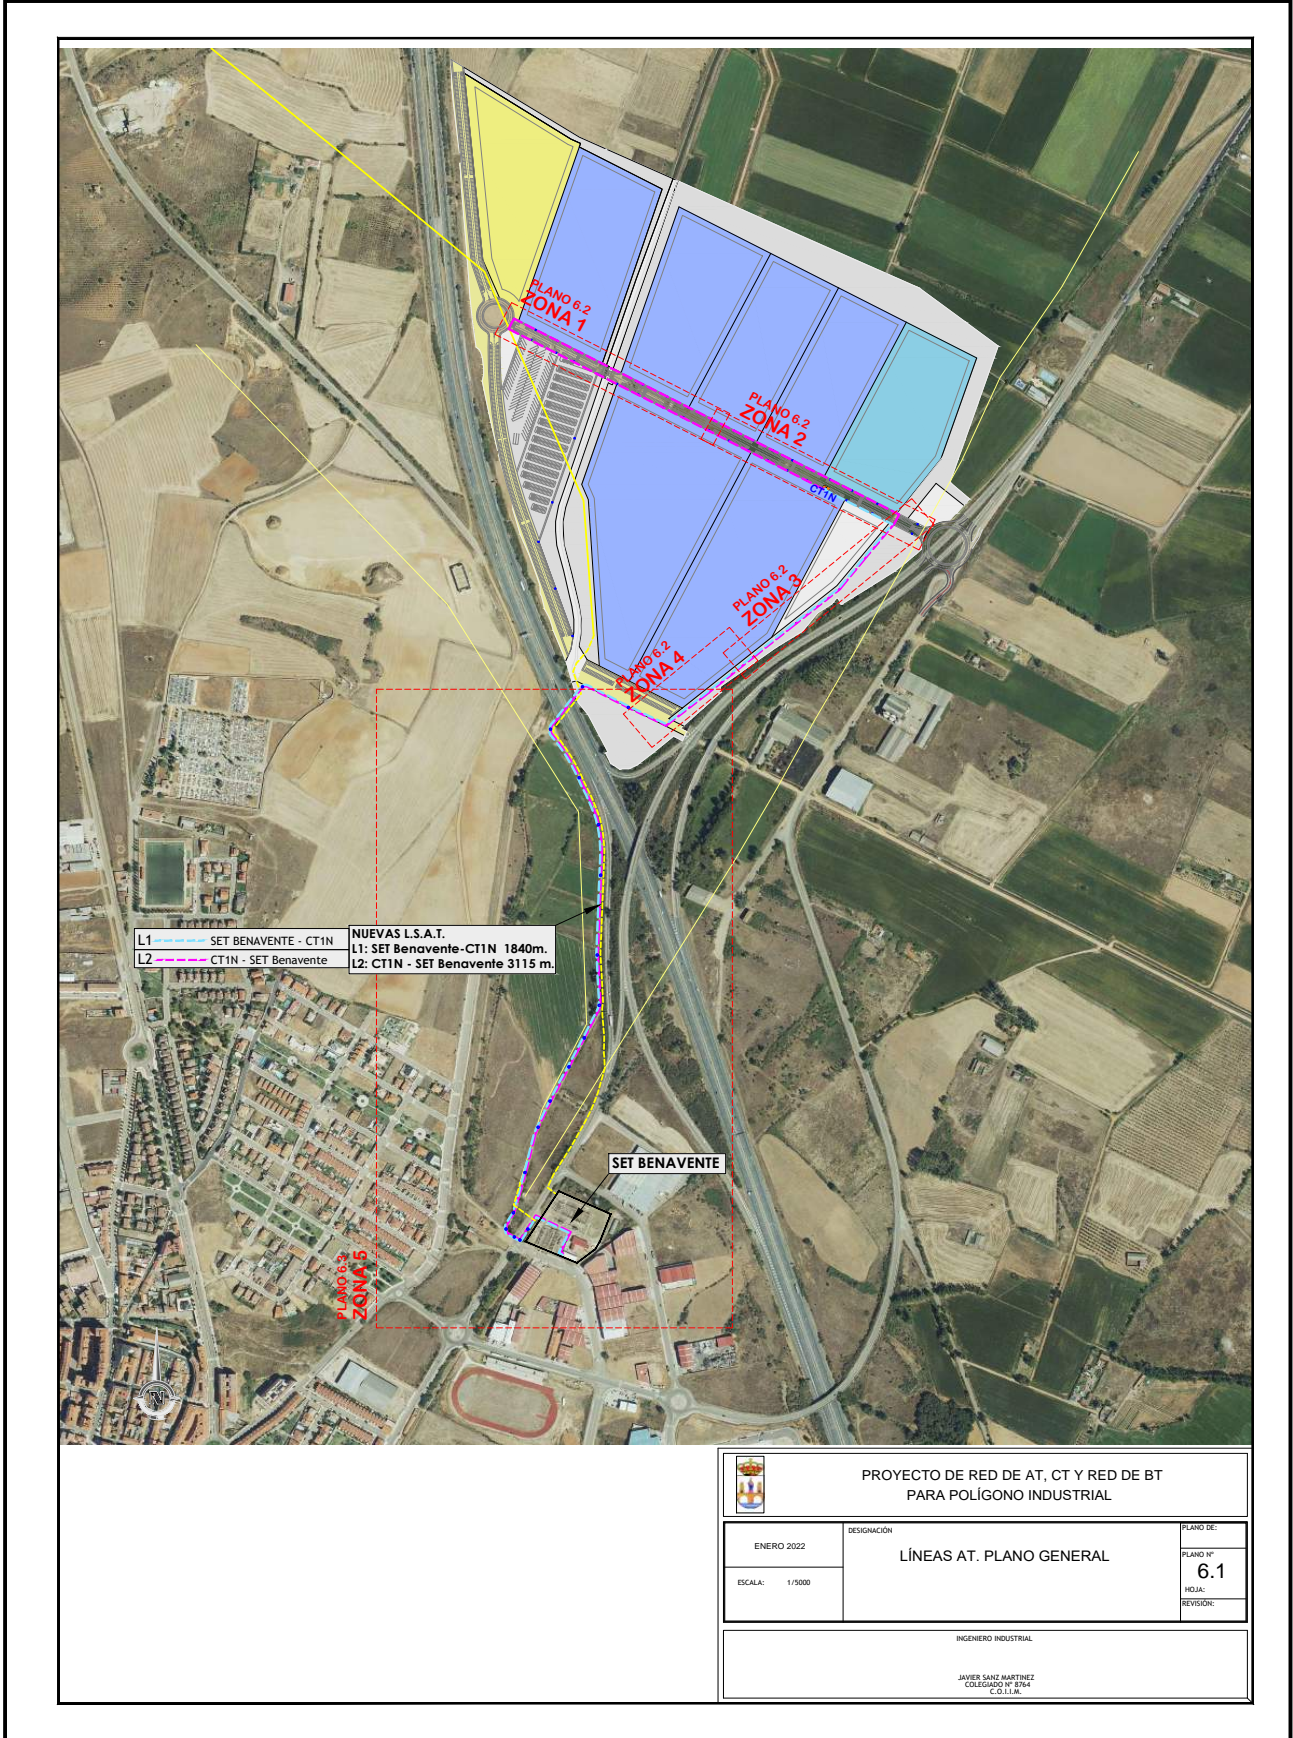 PLANO 6.2
ZONA 1
PLANO 6.2
ZONA 2
CT1N
PLANO 6.2
ZONA 3
PLANO 6.2
ZONA 4
L1 SET BENAVENTE - CT1N
L2 CT1N - SET Benavente
NUEVAS L.S.A.T.
L1: SET Benavente-CT1N 1840m.
L2: CT1N - SET Benavente 3115 m.
SET BENAVENTE
PLANO 6.3
ZONA 5
N
PROYECTO DE RED DE AT, CT Y RED DE BT
PARA POLÍGONO INDUSTRIAL
ENERO 2022
ESCALA: 1/5000
DESIGNACIÓN
LÍNEAS AT. PLANO GENERAL
PLANO DE:
PLANO Nº
6.1
HOJA:
REVISIÓN:
INGENIERO INDUSTRIAL
JAVIER SANZ MARTINEZ
COLEGIADO Nº 8764
C.O.I.I.M.